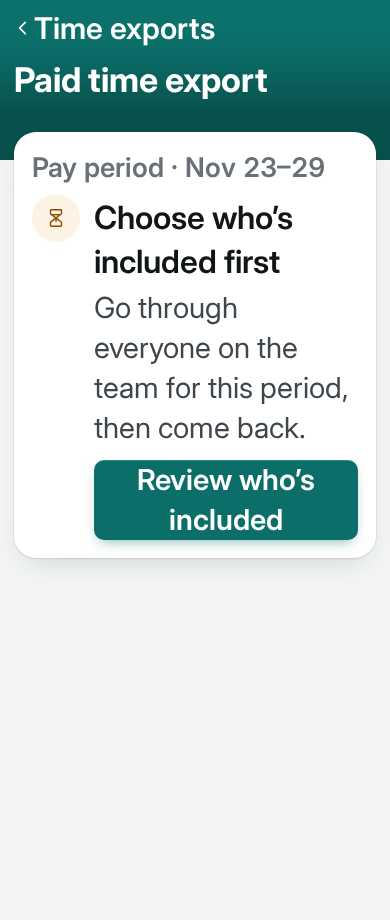 Time exports
Paid time export
Pay period · Nov 23–29
Choose who’s
included first
Go through
everyone on the
team for this period,
then come back.
Review who’s
included